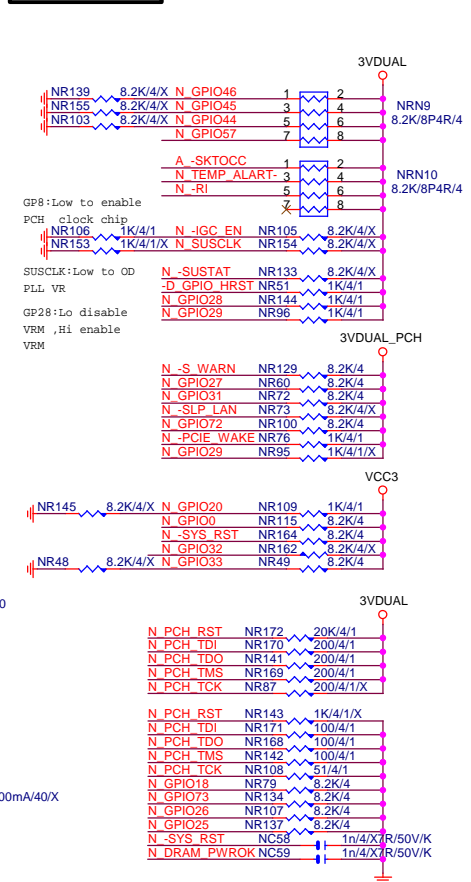 3VDUAL
NR139 8.2K/4/X N_GPIO46 1 2
NR155 8.2K/4/X N_GPIO45 3 4 NRN9
NR103 8.2K/4/X N_GPIO44 5 6 8.2K/8P4R/4
N_GPIO57 7 8
A_-SKTOCC 1 2
N_TEMP_ALART- 3 4 NRN10
N_-RI 5 6 8.2K/8P4R/4
7 8
GP8:Low to enable
PCH clock chip
NR106 1K/4/1 N_-IGC_EN NR105 8.2K/4/X
NR153 1K/4/1/X N_SUSCLK NR154 8.2K/4/X
SUSCLK:Low to OD
PLL VR
N_-SUSTAT NR133 8.2K/4/X
-D_GPIO_HRST NR51 1K/4/1
N_GPIO28 NR144 1K/4/1
N_GPIO29 NR96 1K/4/1
GP28:Lo disable
VRM ,Hi enable
VRM
3VDUAL_PCH
N_-S_WARN NR129 8.2K/4
N_GPIO27 NR60 8.2K/4
N_GPIO31 NR72 8.2K/4
N_-SLP_LAN NR73 8.2K/4/X
N_GPIO72 NR100 8.2K/4
N_-PCIE_WAKE NR76 1K/4/1
N_GPIO29 NR95 1K/4/1/X
VCC3
NR145 8.2K/4/X N_GPIO20 NR109 1K/4/1
N_GPIO0 NR115 8.2K/4
N_-SYS_RST NR164 8.2K/4
N_GPIO32 NR162 8.2K/4/X
NR48 8.2K/4/X N_GPIO33 NR49 8.2K/4
0
3VDUAL
N_PCH_RST NR172 20K/4/1
N_PCH_TDI NR170 200/4/1
N_PCH_TDO NR141 200/4/1
N_PCH_TMS NR169 200/4/1
N_PCH_TCK NR87 200/4/1/X
N_PCH_RST NR143 1K/4/1/X
N_PCH_TDI NR171 100/4/1
N_PCH_TDO NR168 100/4/1
N_PCH_TMS NR142 100/4/1
N_PCH_TCK NR108 51/4/1
N_GPIO18 NR79 8.2K/4
N_GPIO73 NR134 8.2K/4
00mA/40/X
N_GPIO26 NR107 8.2K/4
N_GPIO25 NR137 8.2K/4
N_-SYS_RST NC58 1n/4/X7R/50V/K
N_DRAM_PWROK NC59 1n/4/X7R/50V/K